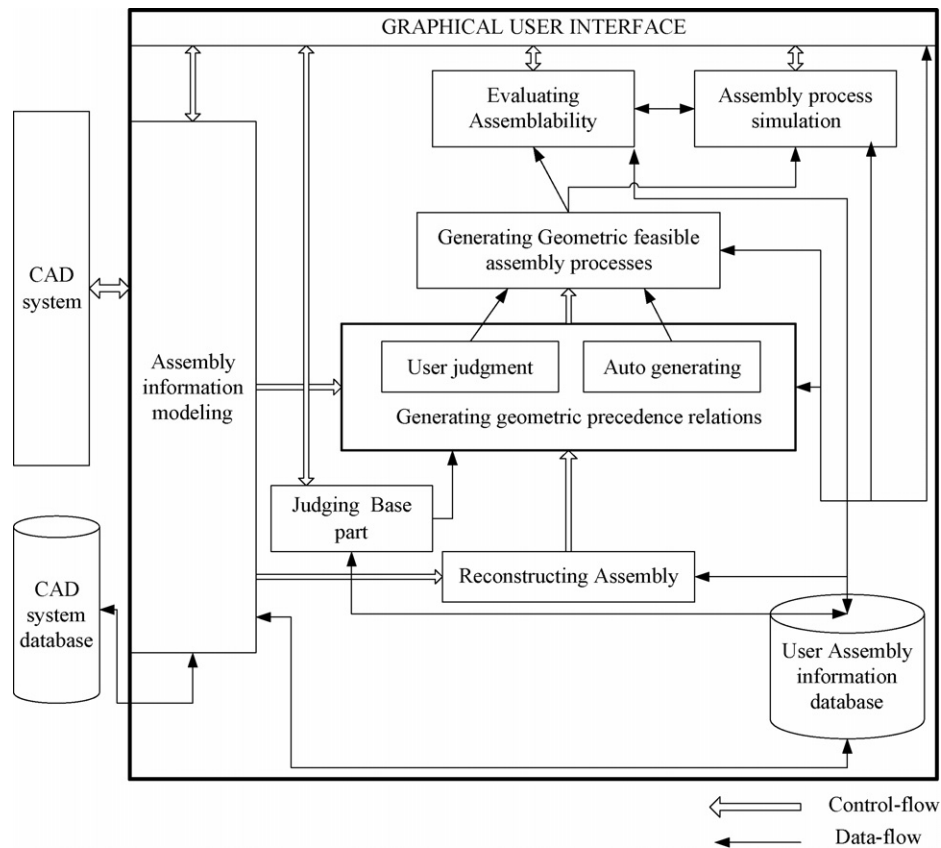 GRAPHICAL USER INTERFACE
Evaluating
Assemblability
Assembly process
simulation
Generating Geometric feasible
assembly processes
CAD
system
Assembly
information
modeling
User judgment
Auto generating
Generating geometric precedence relations
Judging Base
part
Reconstructing Assembly
CAD
system
database
User Assembly
information
database
Control-flow
Data-flow